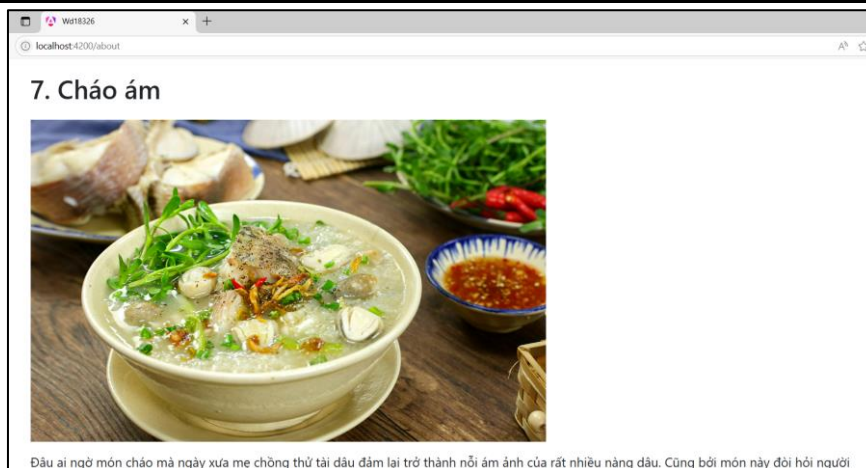 Wd18326
localhost:4200/about
7. Cháo ám
Đâu ai ngờ món cháo mà ngày xưa mẹ chồng thử tài dâu đảm lại trở thành nỗi ám ảnh của rất nhiều nàng dâu. Cũng bởi món này đòi hỏi người